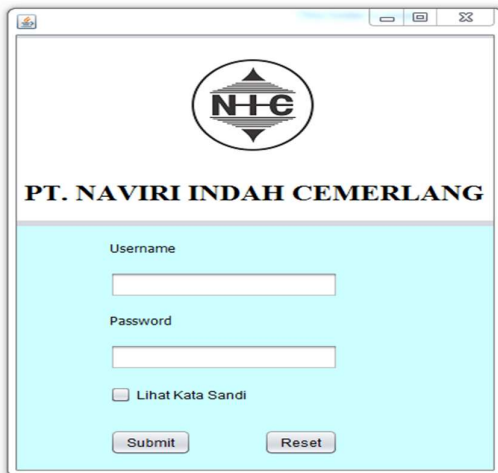 NIC
PT. NAVIRI INDAH CEMERLANG
Username
Password
Lihat Kata Sandi
Submit Reset